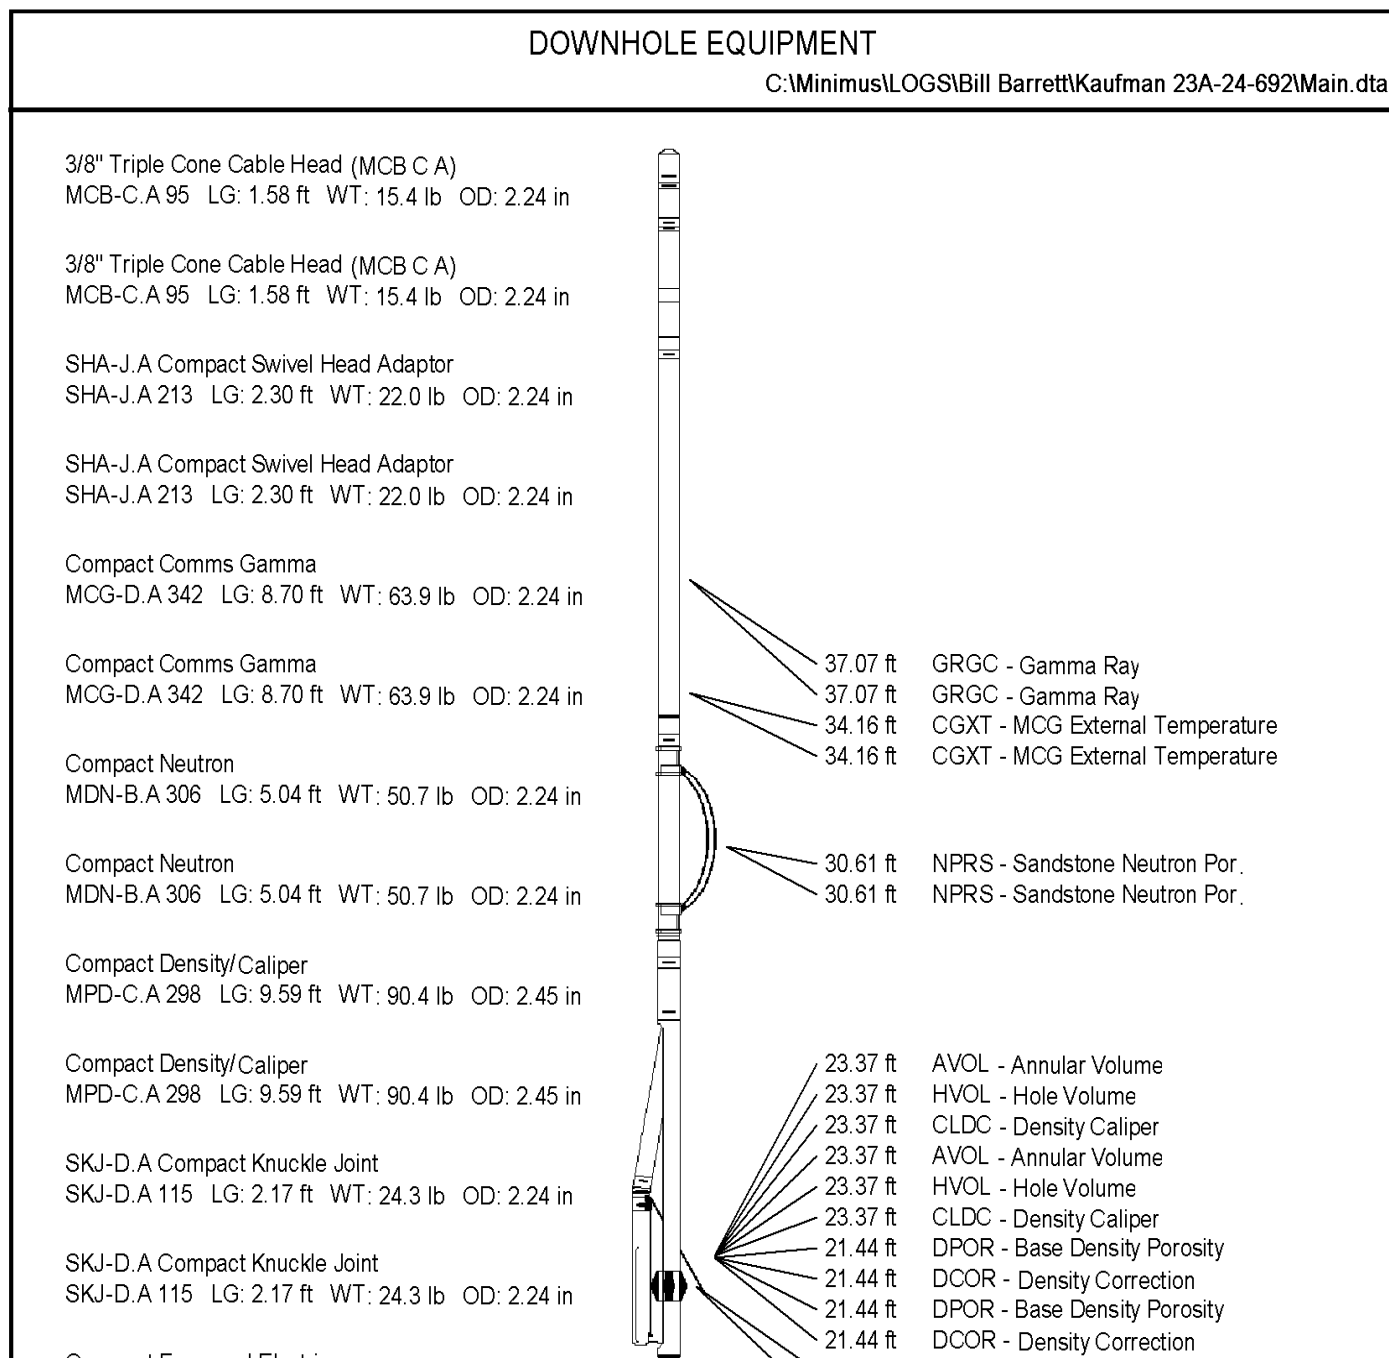 DOWNHOLE EQUIPMENT
C:\Minimus\LOGS\Bill Barrett\Kaufman 23A-24-692\Main.dta
3/8" Triple Cone Cable Head (MCB C A)
MCB-C.A 95 LG: 1.58 ft WT: 15.4 lb OD: 2.24 in
3/8" Triple Cone Cable Head (MCB C A)
MCB-C.A 95 LG: 1.58 ft WT: 15.4 lb OD: 2.24 in
SHA-J.A Compact Swivel Head Adaptor
SHA-J.A 213 LG: 2.30 ft WT: 22.0 lb OD: 2.24 in
SHA-J.A Compact Swivel Head Adaptor
SHA-J.A 213 LG: 2.30 ft WT: 22.0 lb OD: 2.24 in
Compact Comms Gamma
MCG-D.A 342 LG: 8.70 ft WT: 63.9 lb OD: 2.24 in
Compact Comms Gamma
MCG-D.A 342 LG: 8.70 ft WT: 63.9 lb OD: 2.24 in
Compact Neutron
MDN-B.A 306 LG: 5.04 ft WT: 50.7 lb OD: 2.24 in
Compact Neutron
MDN-B.A 306 LG: 5.04 ft WT: 50.7 lb OD: 2.24 in
Compact Density/Caliper
MPD-C.A 298 LG: 9.59 ft WT: 90.4 lb OD: 2.45 in
Compact Density/Caliper
MPD-C.A 298 LG: 9.59 ft WT: 90.4 lb OD: 2.45 in
SKJ-D.A Compact Knuckle Joint
SKJ-D.A 115 LG: 2.17 ft WT: 24.3 lb OD: 2.24 in
SKJ-D.A Compact Knuckle Joint
SKJ-D.A 115 LG: 2.17 ft WT: 24.3 lb OD: 2.24 in
37.07 ft GRGC - Gamma Ray
37.07 ft GRGC - Gamma Ray
34.16 ft CGXT - MCG External Temperature
34.16 ft CGXT - MCG External Temperature
30.61 ft NPRS - Sandstone Neutron Por.
30.61 ft NPRS - Sandstone Neutron Por.
23.37 ft AVOL - Annular Volume
23.37 ft HVOL - Hole Volume
23.37 ft CLDC - Density Caliper
23.37 ft AVOL - Annular Volume
23.37 ft HVOL - Hole Volume
23.37 ft CLDC - Density Caliper
21.44 ft DPOR - Base Density Porosity
21.44 ft DCOR - Density Correction
21.44 ft DPOR - Base Density Porosity
21.44 ft DCOR - Density Correction